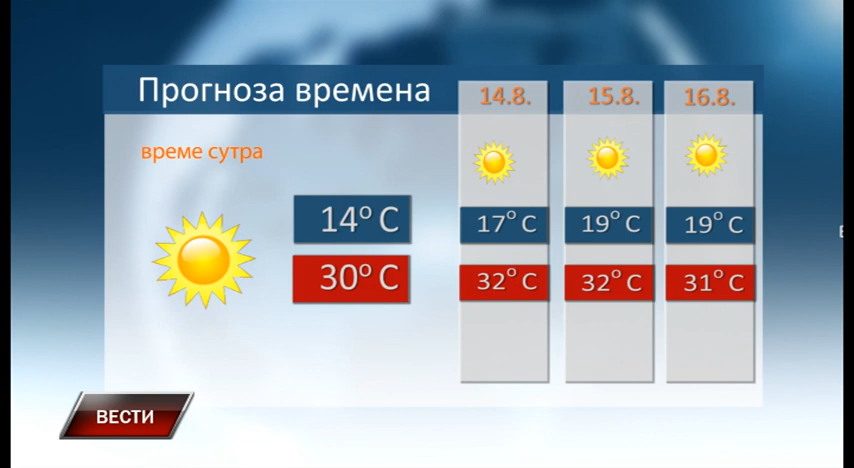 Прогноза времена
време сутра
14° C
30° C
14.8.
17° C
32° C
15.8.
19° C
32° C
16.8.
19° C
31° C
ВЕСТИ